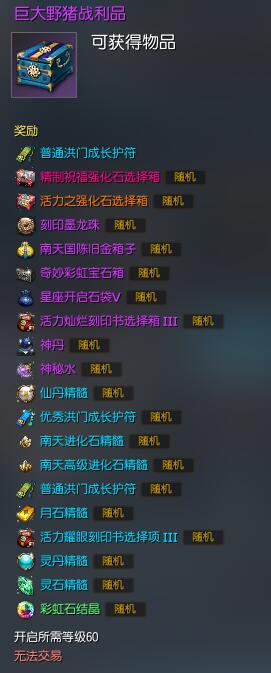 巨大野猪战利品
可获得物品
奖励
普通洪门成长护符
精制祝福强化石选择箱 随机
活力之强化石选择箱 随机
刻印墨龙珠 随机
南天国陈旧金箱子 随机
奇妙彩虹宝石箱 随机
星座开启石袋V 随机
活力灿烂刻印书选择箱 III 随机
神丹 随机
神秘水 随机
仙丹精髓 随机
优秀洪门成长护符 随机
南天进化石精髓 随机
南天高级进化石精髓 随机
普通洪门成长护符 随机
月石精髓 随机
活力耀眼刻印书选择项 III 随机
灵丹精髓 随机
灵石精髓 随机
彩虹石结晶 随机
开启所需等级60
无法交易